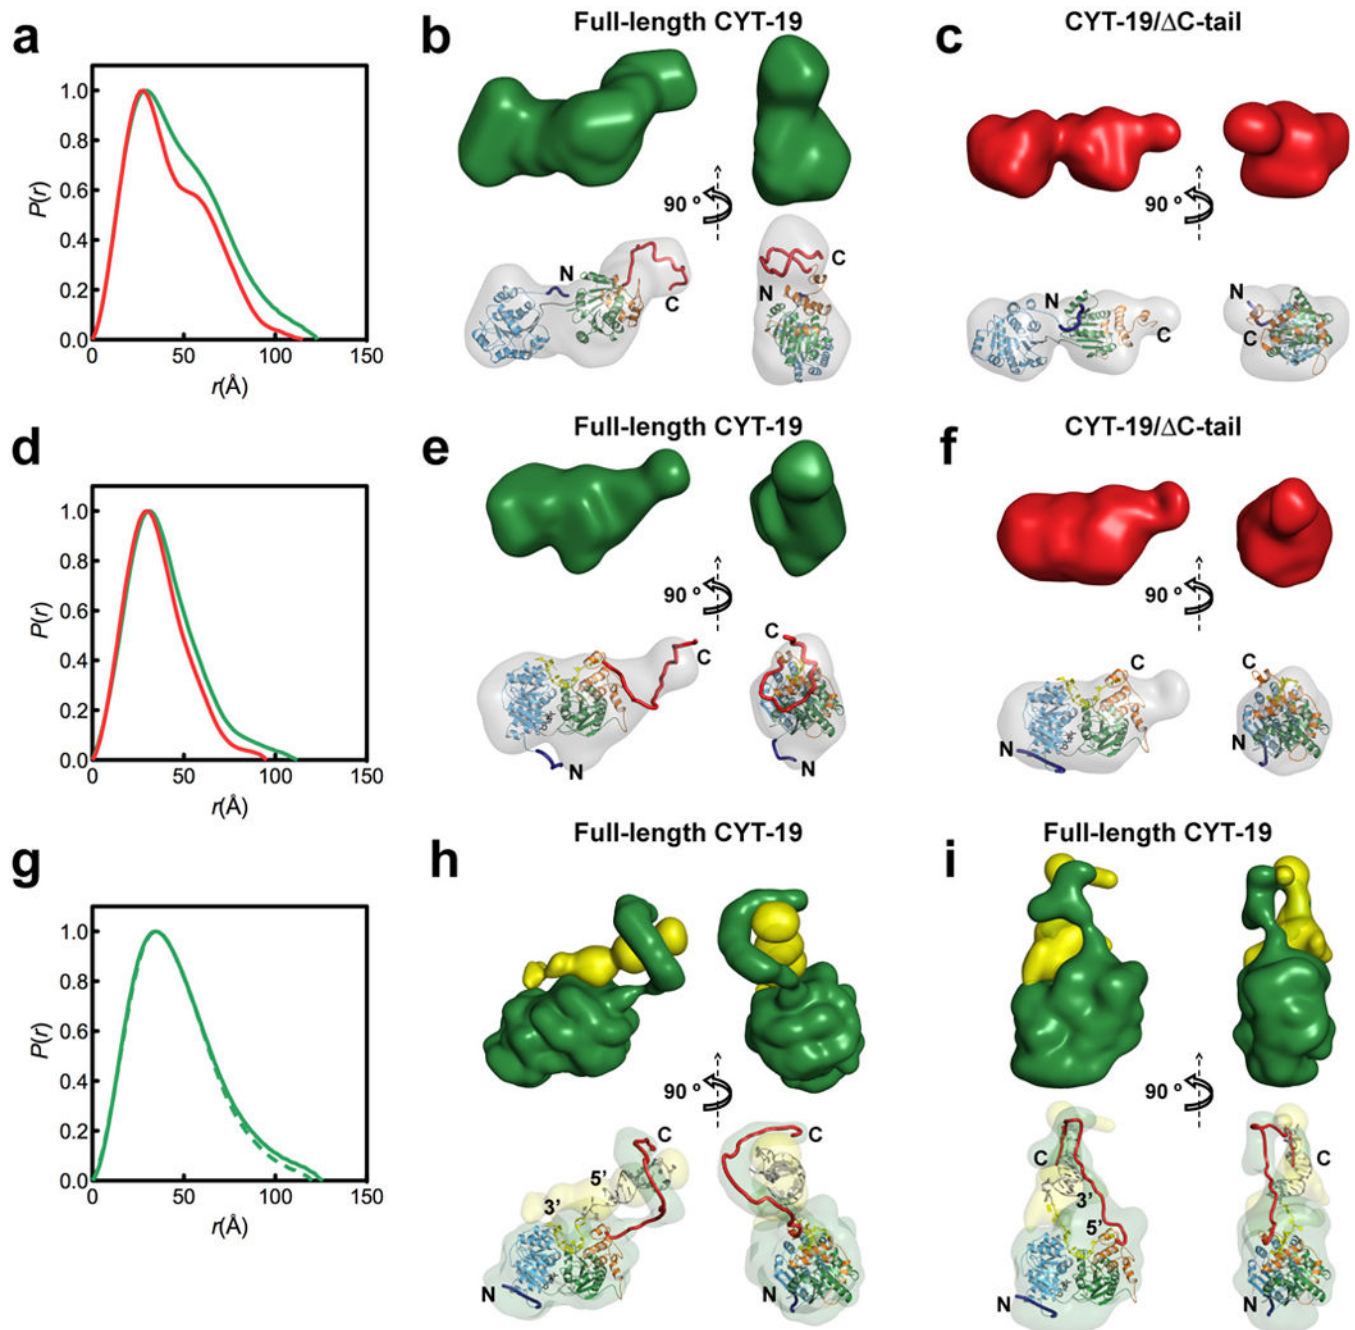 a
1.0
0.8
0.6
0.4
0.2
0.0
P(r)
0 50 100 150
r(Å)
b
Full-length CYT-19
90 º
N
C
N
C
c
CYT-19/ΔC-tail
90 º
N
C
N
C
d
1.0
0.8
0.6
0.4
0.2
0.0
P(r)
0 50 100 150
r(Å)
e
Full-length CYT-19
90 º
C
N
C
N
f
CYT-19/ΔC-tail
90 º
C
N
C
N
g
1.0
0.8
0.6
0.4
0.2
0.0
P(r)
0 50 100 150
r(Å)
h
Full-length CYT-19
90 º
C
5’
3’
N
C
N
i
Full-length CYT-19
90 º
C
3’
5’
N
C
N